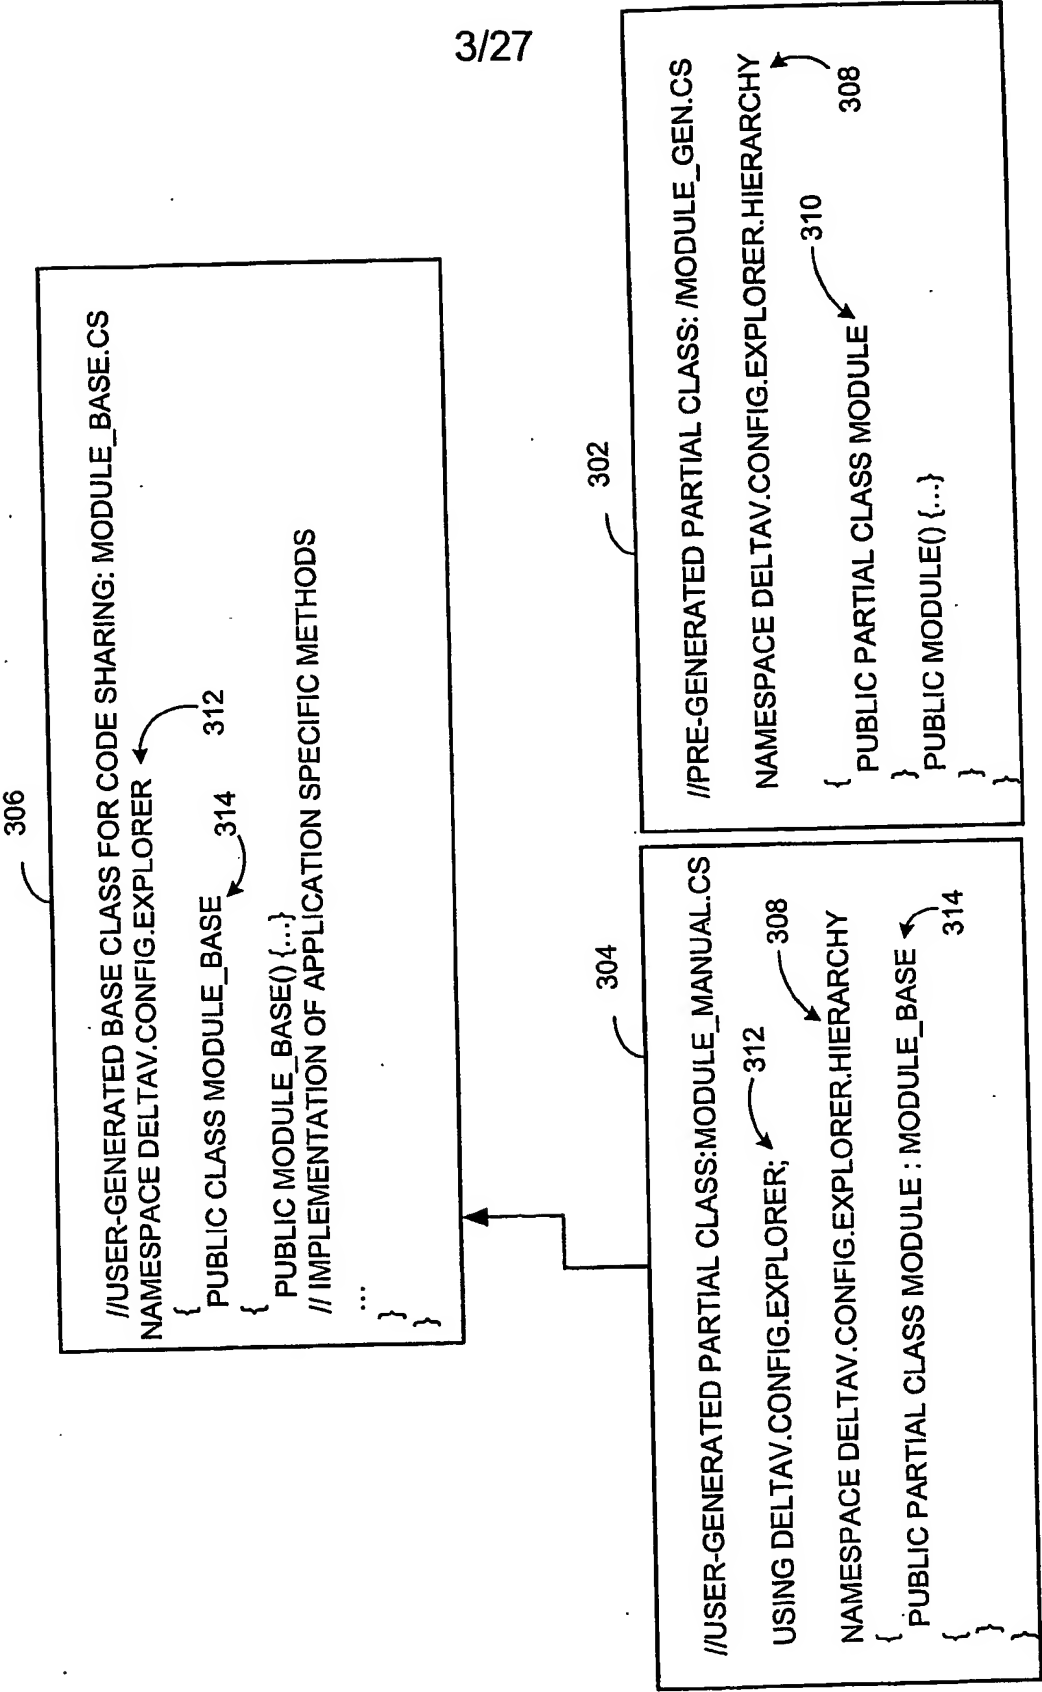 3/27
306
//USER-GENERATED BASE CLASS FOR CODE SHARING: MODULE_BASE.CS
NAMESPACE DELTAV.CONFIG.EXPLORER
312
{
PUBLIC CLASS MODULE_BASE
314
{
PUBLIC MODULE_BASE() {...}
// IMPLEMENTATION OF APPLICATION SPECIFIC METHODS
...
}
}
304
//USER-GENERATED PARTIAL CLASS:MODULE_MANUAL.CS
USING DELTAV.CONFIG.EXPLORER;
312
308
NAMESPACE DELTAV.CONFIG.EXPLORER.HIERARCHY
{
PUBLIC PARTIAL CLASS MODULE : MODULE_BASE
314
{
}
}
302
//PRE-GENERATED PARTIAL CLASS: /MODULE_GEN.CS
NAMESPACE DELTAV.CONFIG.EXPLORER.HIERARCHY
308
310
{
PUBLIC PARTIAL CLASS MODULE
}
PUBLIC MODULE() {...}
}
}